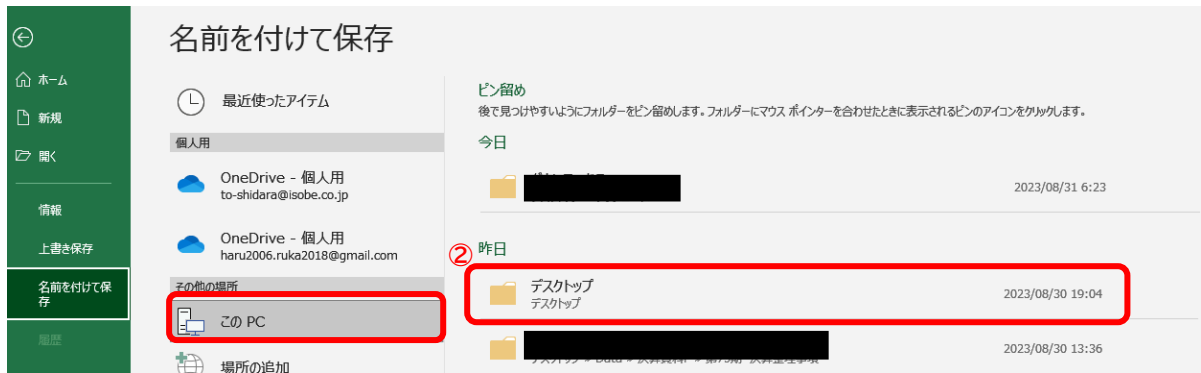 名前を付けて保存
ホーム
新規
開く
情報
上書き保存
名前を付けて保
存
履歴
最近使ったアイテム
個人用
OneDrive - 個人用
to-shidara@isobe.co.jp
OneDrive - 個人用
haru2006.ruka2018@gmail.com
その他の場所
この PC
場所の追加
ピン留め
後で見つけやすいようにフォルダーをピン留めします。フォルダーにマウス ポインターを合わせたときに表示されるピンのアイコンをクリックします。
今日
2023/08/31 6:23
②
昨日
デスクトップ
2023/08/30 19:04
デスクトップ
2023/08/30 13:36